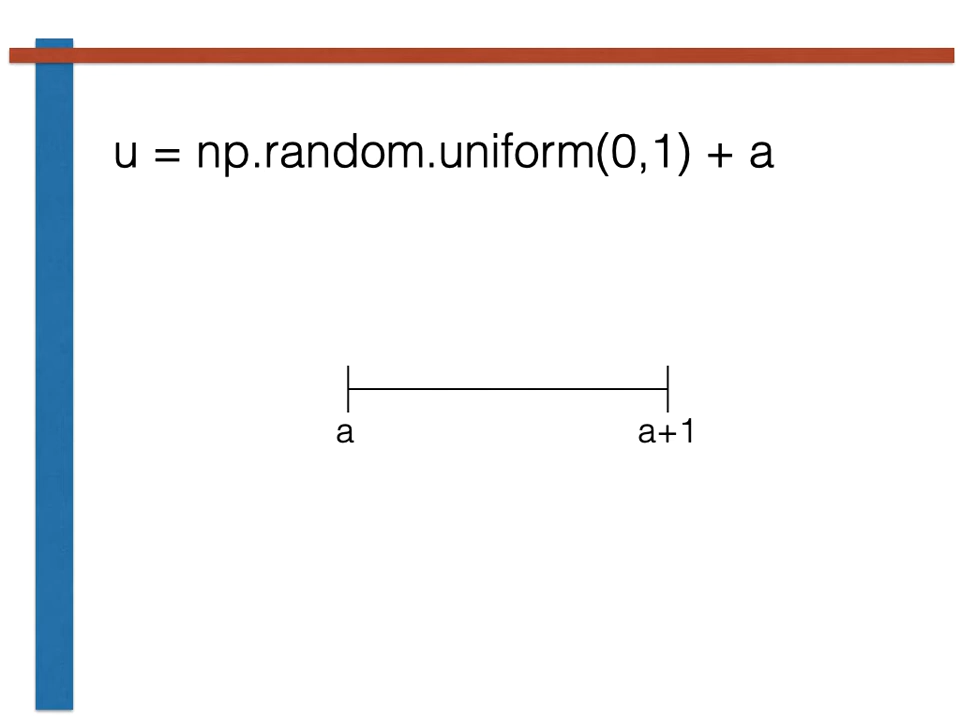 u = np.random.uniform(0,1) + a
a
a+1